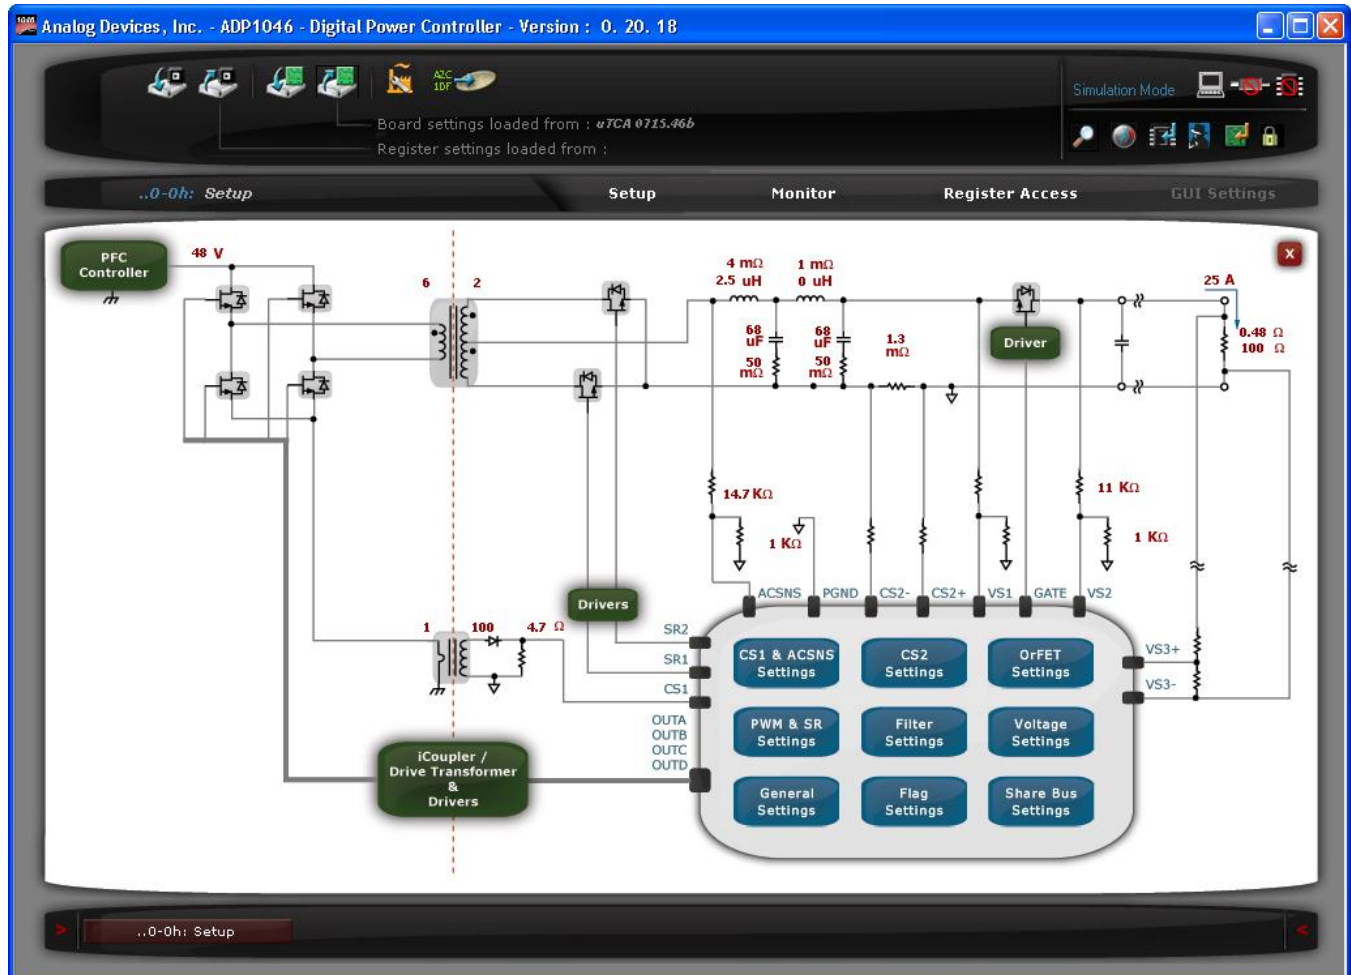 Analog Devices, Inc. - ADP1046 - Digital Power Controller - Version : 0. 20. 18
A2C
1DF
Simulation Mode
Board settings loaded from : uTCA 0715.46b
Register settings loaded from :
..0-0h: Setup
Setup
Monitor
Register Access
GUI Settings
PFC
Controller
48 V
6
2
4 mΩ
2.5 uH
1 mΩ
0 uH
X
25 A
68
uF
50
mΩ
68
uF
50
mΩ
1.3
mΩ
Driver
0.48 Ω
100 Ω
14.7 KΩ
1 KΩ
11 KΩ
1 KΩ
Drivers
1
100
4.7 Ω
ACSNS
PGND
CS2-
CS2+
VS1
GATE
VS2
SR2
SR1
CS1
OUTA
OUTB
OUTC
OUTD
VS3+
VS3-
CS1 & ACSNS
Settings
CS2
Settings
OrFET
Settings
PWM & SR
Settings
Filter
Settings
Voltage
Settings
General
Settings
Flag
Settings
Share Bus
Settings
iCoupler /
Drive Transformer
&
Drivers
> ..0-0h: Setup <